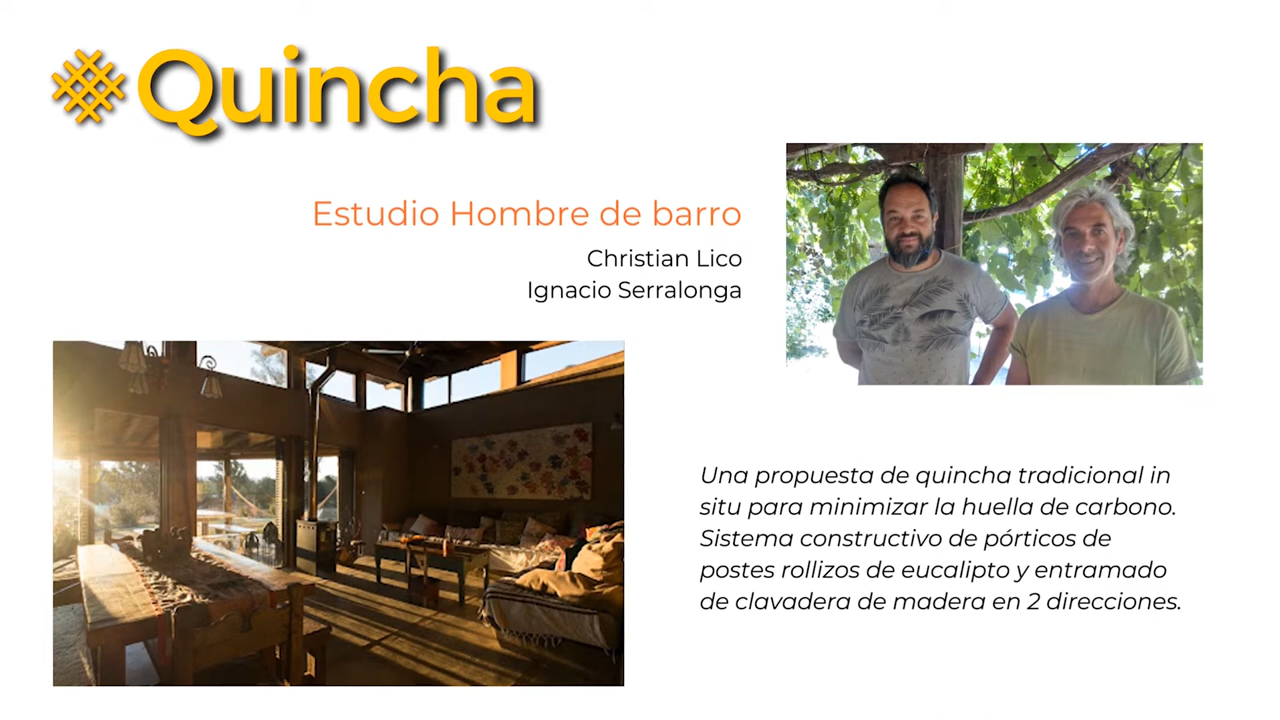 Quincha
Estudio Hombre de barro
Christian Lico
Ignacio Serralonga
Una propuesta de quincha tradicional in
situ para minimizar la huella de carbono.
Sistema constructivo de pórticos de
postes rollizos de eucalipto y entramado
de clavadera de madera en 2 direcciones.